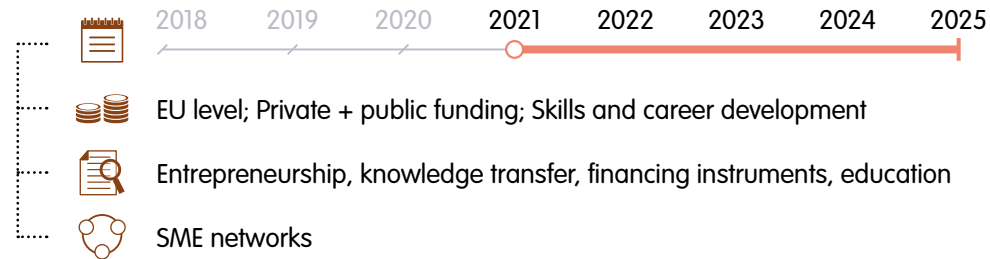 2018 2019 2020 2021 2022 2023 2024 2025
EU level; Private + public funding; Skills and career development
Entrepreneurship, knowledge transfer, financing instruments, education
SME networks